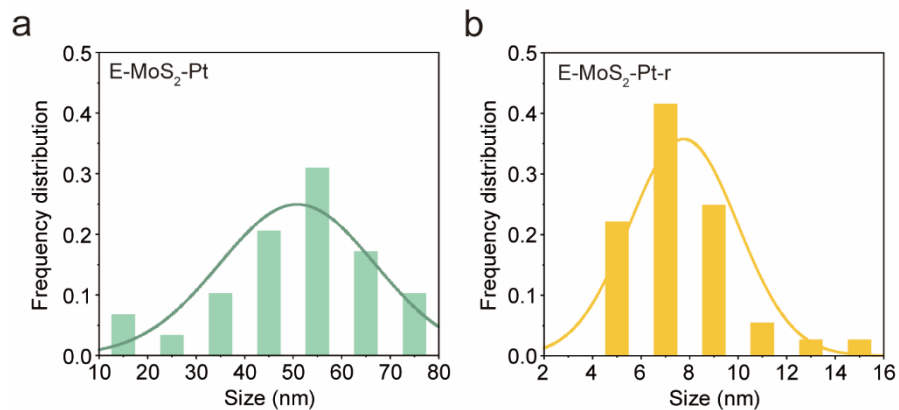 a
E-MoS₂-Pt
Frequency distribution
0.5
0.4
0.3
0.2
0.1
0.0
10 20 30 40 50 60 70 80
Size (nm)
b
E-MoS₂-Pt-r
Frequency distribution
0.5
0.4
0.3
0.2
0.1
0.0
2 4 6 8 10 12 14 16
Size (nm)